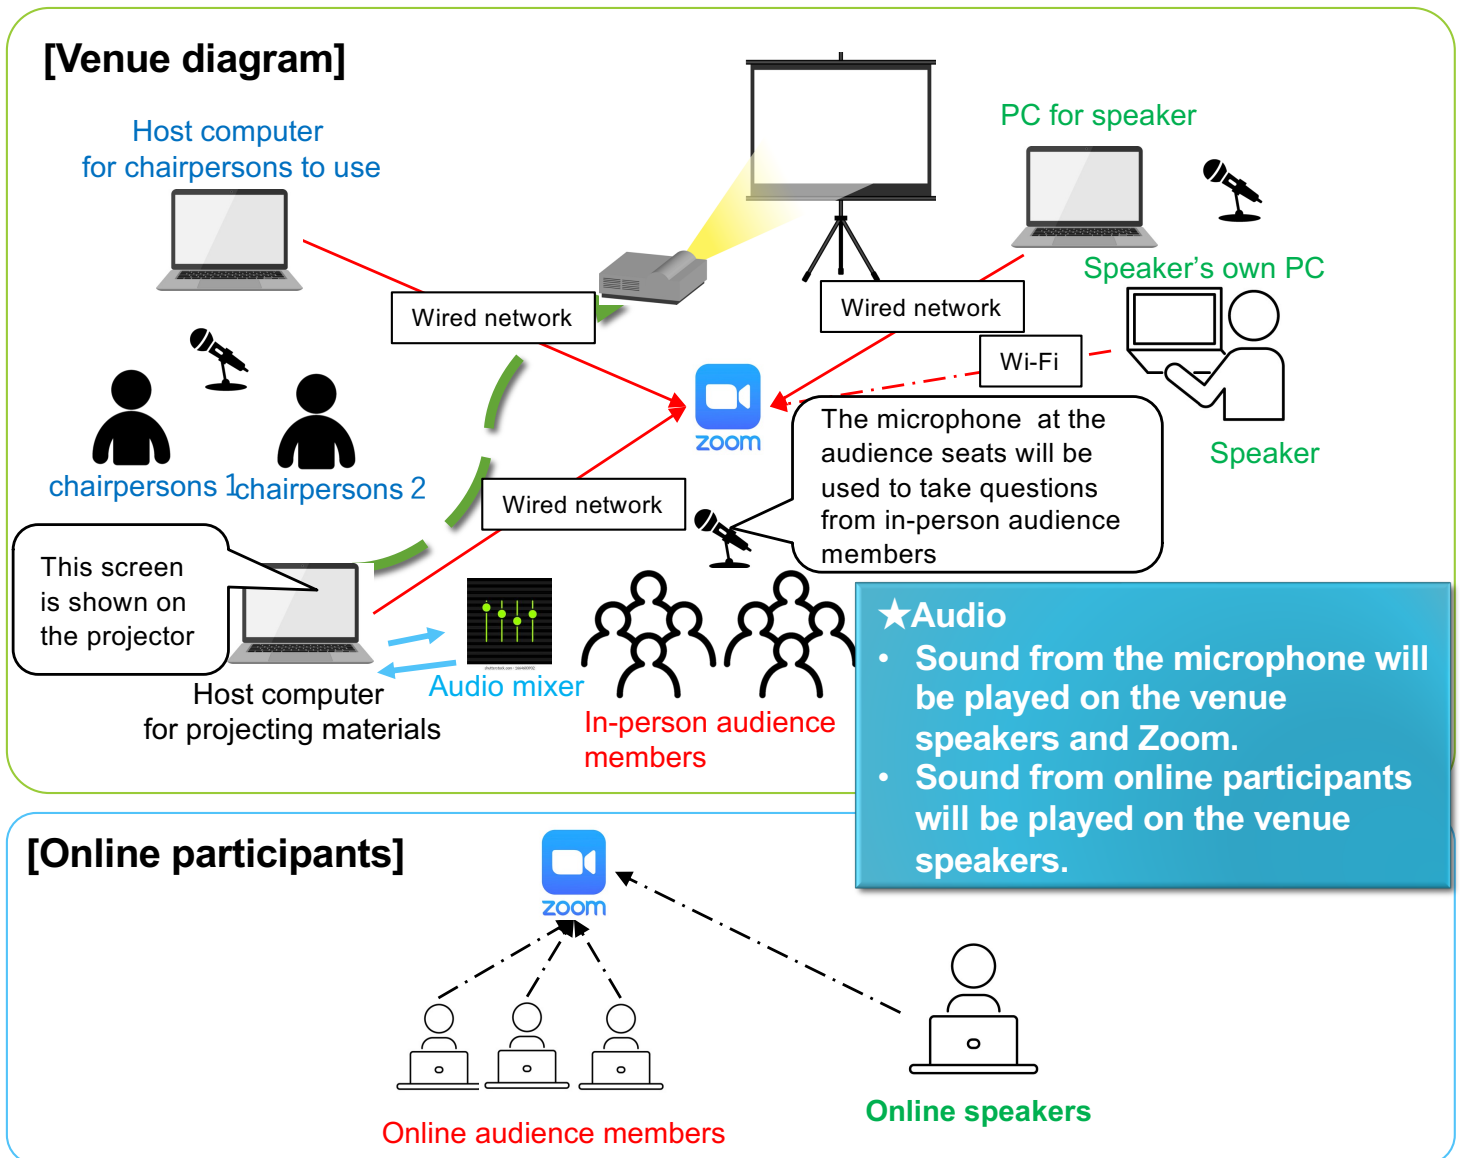 [Venue diagram]
Host computer
for chairpersons to use
PC for speaker
Speaker's own PC
Wired network
Wired network
Wi-Fi
zoom
The microphone  at the
audience seats will be
used to take questions
from in-person audience
members
Speaker
chairpersons 1
chairpersons 2
Wired network
This screen
is shown on
the projector
Host computer
for projecting materials
Audio mixer
In-person audience
members
★Audio
• Sound from the microphone will
be played on the venue
speakers and Zoom.
• Sound from online participants
will be played on the venue
speakers.
[Online participants]
zoom
Online audience members
Online speakers